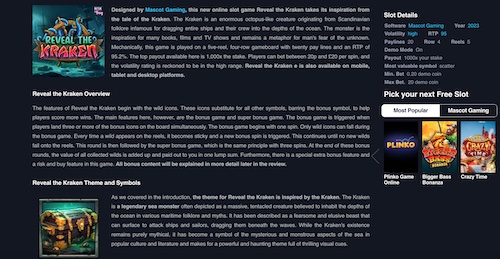 REVEAL THE
KRAKEN
Designed by Mascot Gaming, this new online slot game Reveal the Kraken takes its inspiration from
the tale of the Kraken. The Kraken is an enormous octopus-like creature originating from Scandinavian
folklore infamous for dragging entire ships and their crew into the depths of the ocean. The monster is the
inspiration for many books, films and TV shows and remains a metaphor for man's fear of the unknown.
Mechanically, this game is played on a five-reel, four-row gameboard with twenty pay lines and an RTP of
95.2%. The top payout available here is 1,000x the stake. Players can bet between 20p and £20 per spin, and
the volatility rating is reckoned to be in the high range. Reveal the Kraken e is also available on mobile,
tablet and desktop platforms.
Reveal the Kraken Overview
The features of Reveal the Kraken begin with the wild icons. These icons substitute for all other symbols, barring the bonus symbol, to help
players score more wins. The main features here, however, are the bonus game and super bonus game. The bonus game is triggered when
players land three or more of the bonus icons on the board simultaneously. The bonus game begins with one spin. Only wild icons can fall during
the bonus game. Every time a wild appears on the reels, it becomes sticky and a new bonus spin is triggered. This continues until no new wilds
fall onto the reels. This round is then followed by the super bonus game, which is the same principle with three spins. At the end of these bonus
rounds, the value of all collected wilds is added up and paid out to you in one lump sum. Furthermore, there is a special extra bonus feature and
a risk and buy feature in this game. All bonus content will be explained in more detail later in the review.
Reveal the Kraken Theme and Symbols
As we covered in the introduction, the theme for Reveal the Kraken is inspired by the Kraken. The Kraken
is a legendary sea monster often depicted as a massive, tentacled creature believed to inhabit the depths of
the ocean in various maritime folklore and myths. It has been described as a fearsome and elusive beast that
can surface to attack ships and sailors, dragging them beneath the waves. While the Kraken's existence
remains purely mythical, it has become a symbol of the mysterious and monstrous aspects of the sea in
popular culture and literature and makes for a powerful and haunting theme full of thrilling visual cues.
Slot Details
Software Mascot Gaming Year 2023
Volatility high RTP 95
Paylines 20 Row 4 Reels 5
Demo Mode On
Payout 1000x your stake
Most valuable symbol scatter
Min. Bet 0.20 demo coin
Max Bet. 20 demo coin
Pick your next Free Slot
Most Popular Mascot Gaming
PLINKO
CRAZY
TIME
Plinko Game
Online
Bigger Bass
Bonanza
Crazy Time